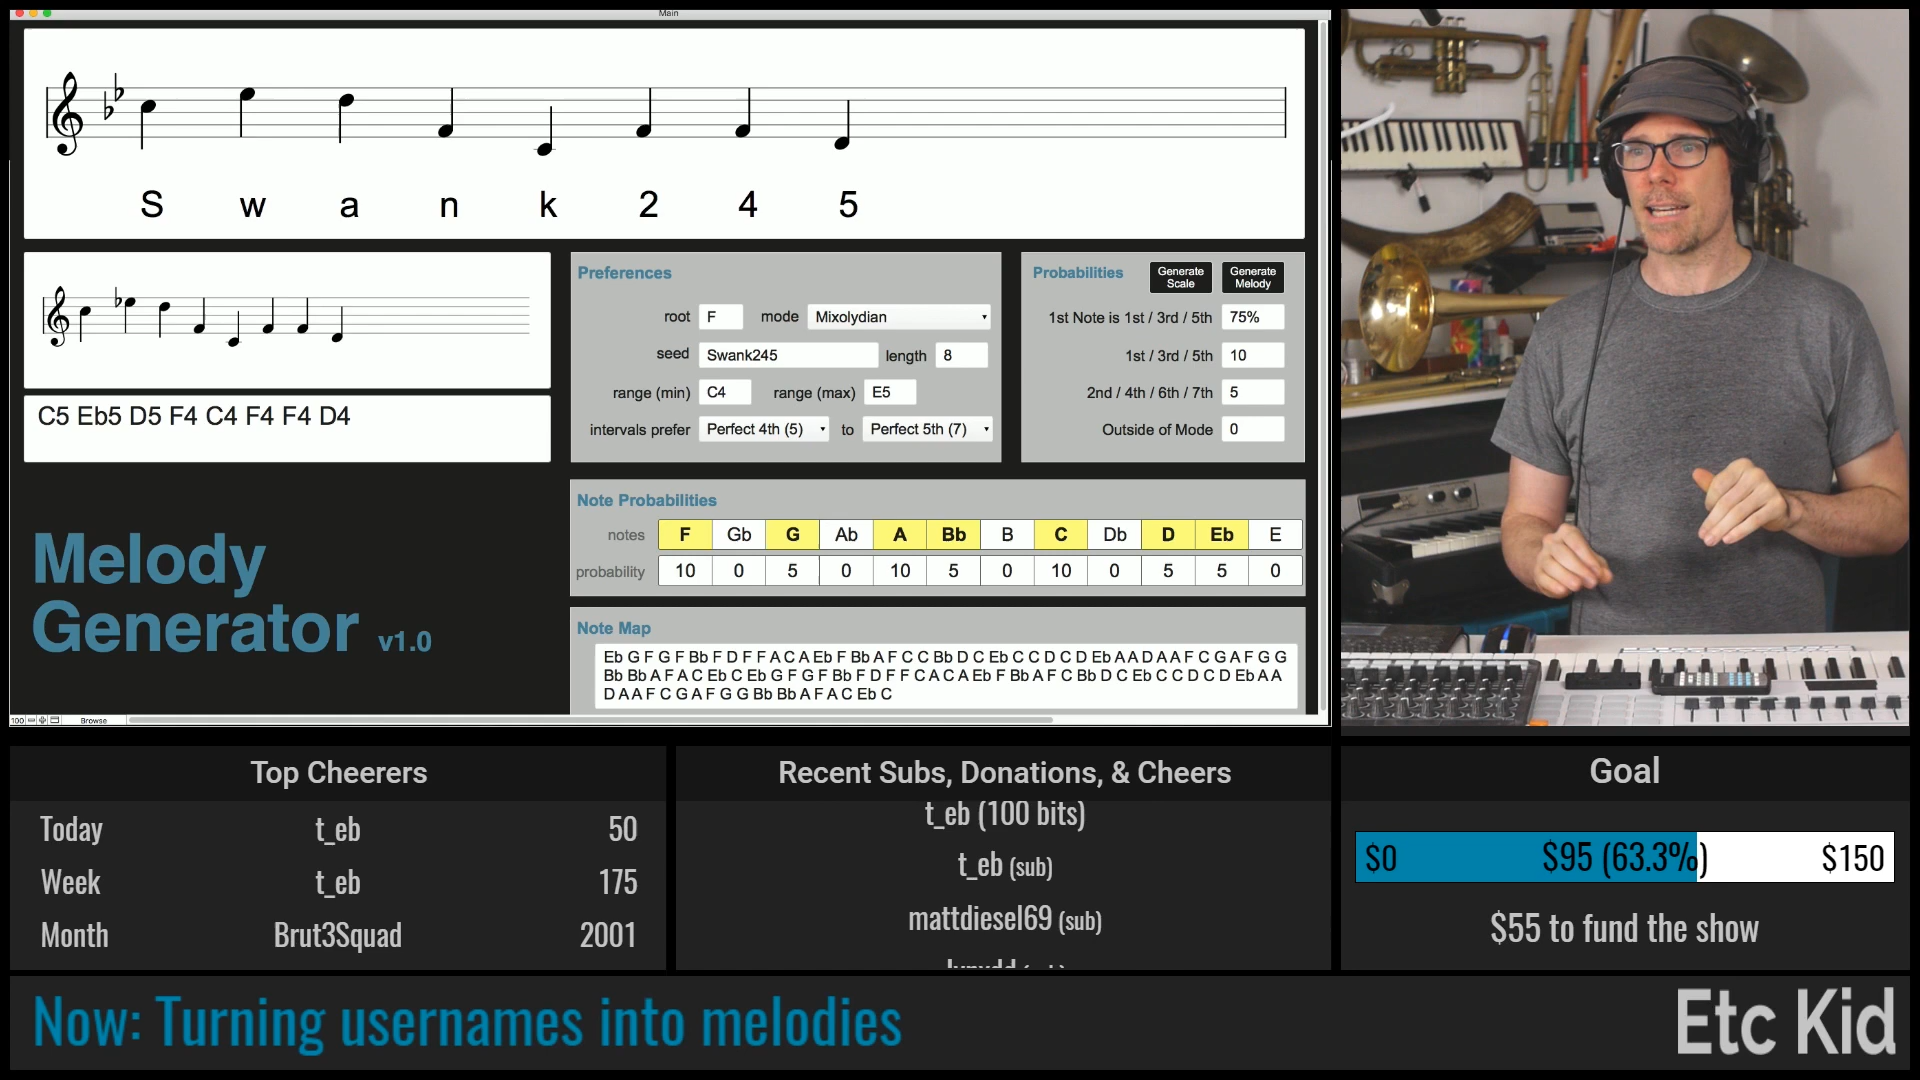 Main
S w a n k 2 4 5
C5 Eb5 D5 F4 C4 F4 F4 D4
Melody
Generator v1.0
Preferences
root F mode Mixolydian
seed Swank245 length 8
range (min) C4 range (max) E5
intervals prefer Perfect 4th (5) to Perfect 5th (7)
Probabilities Generate Scale Generate Melody
1st Note is 1st / 3rd / 5th 75%
1st / 3rd / 5th 10
2nd / 4th / 6th / 7th 5
Outside of Mode 0
Note Probabilities
notes F Gb G Ab A Bb B C Db D Eb E
probability 10 0 5 0 10 5 0 10 0 5 5 0
Note Map
Eb G F G F Bb F D F F A C A Eb F Bb A F C C Bb D C Eb C C D C D Eb A A D A A F C G A F G G
Bb Bb A F A C Eb C Eb G F G F Bb F D F F C A C A Eb F Bb A F C Bb D C Eb C C D C D Eb A A
D A A F C G A F G G Bb Bb A F A C Eb C
100 Browse
Top Cheerers
Today t_eb 50
Week t_eb 175
Month Brut3Squad 2001
Recent Subs, Donations, & Cheers
t_eb (100 bits)
t_eb (sub)
mattdiesel69 (sub)
Goal
$0 $95 (63.3%) $150
$55 to fund the show
Now: Turning usernames into melodies
Etc Kid